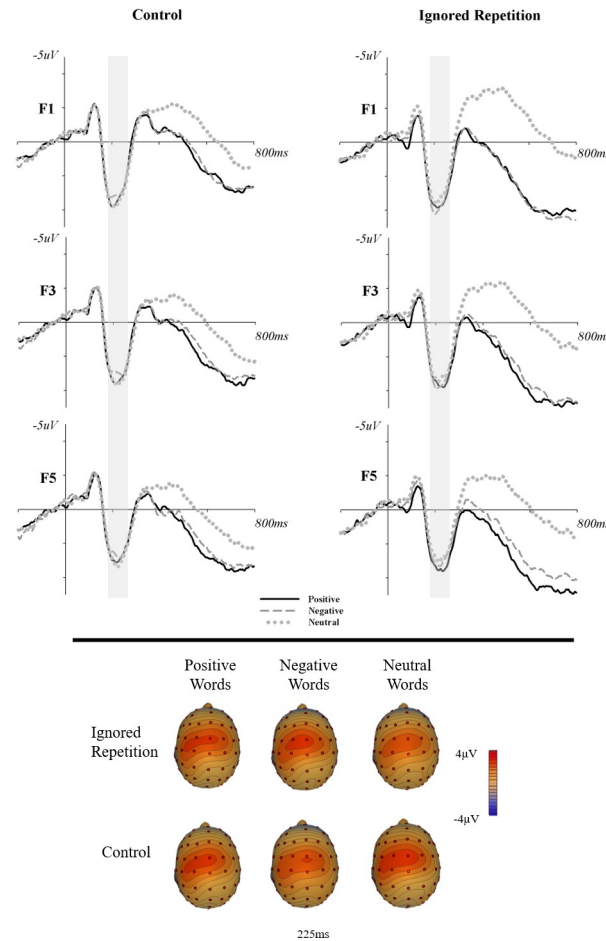 Control
Ignored Repetition
-5uV
-5uV
F1
F1
800ms
800ms
-5uV
-5uV
F3
F3
800ms
800ms
-5uV
-5uV
F5
F5
800ms
800ms
Positive
Negative
Neutral
Positive Words
Negative Words
Neutral Words
Ignored
Repetition
4µV
-4µV
Control
225ms